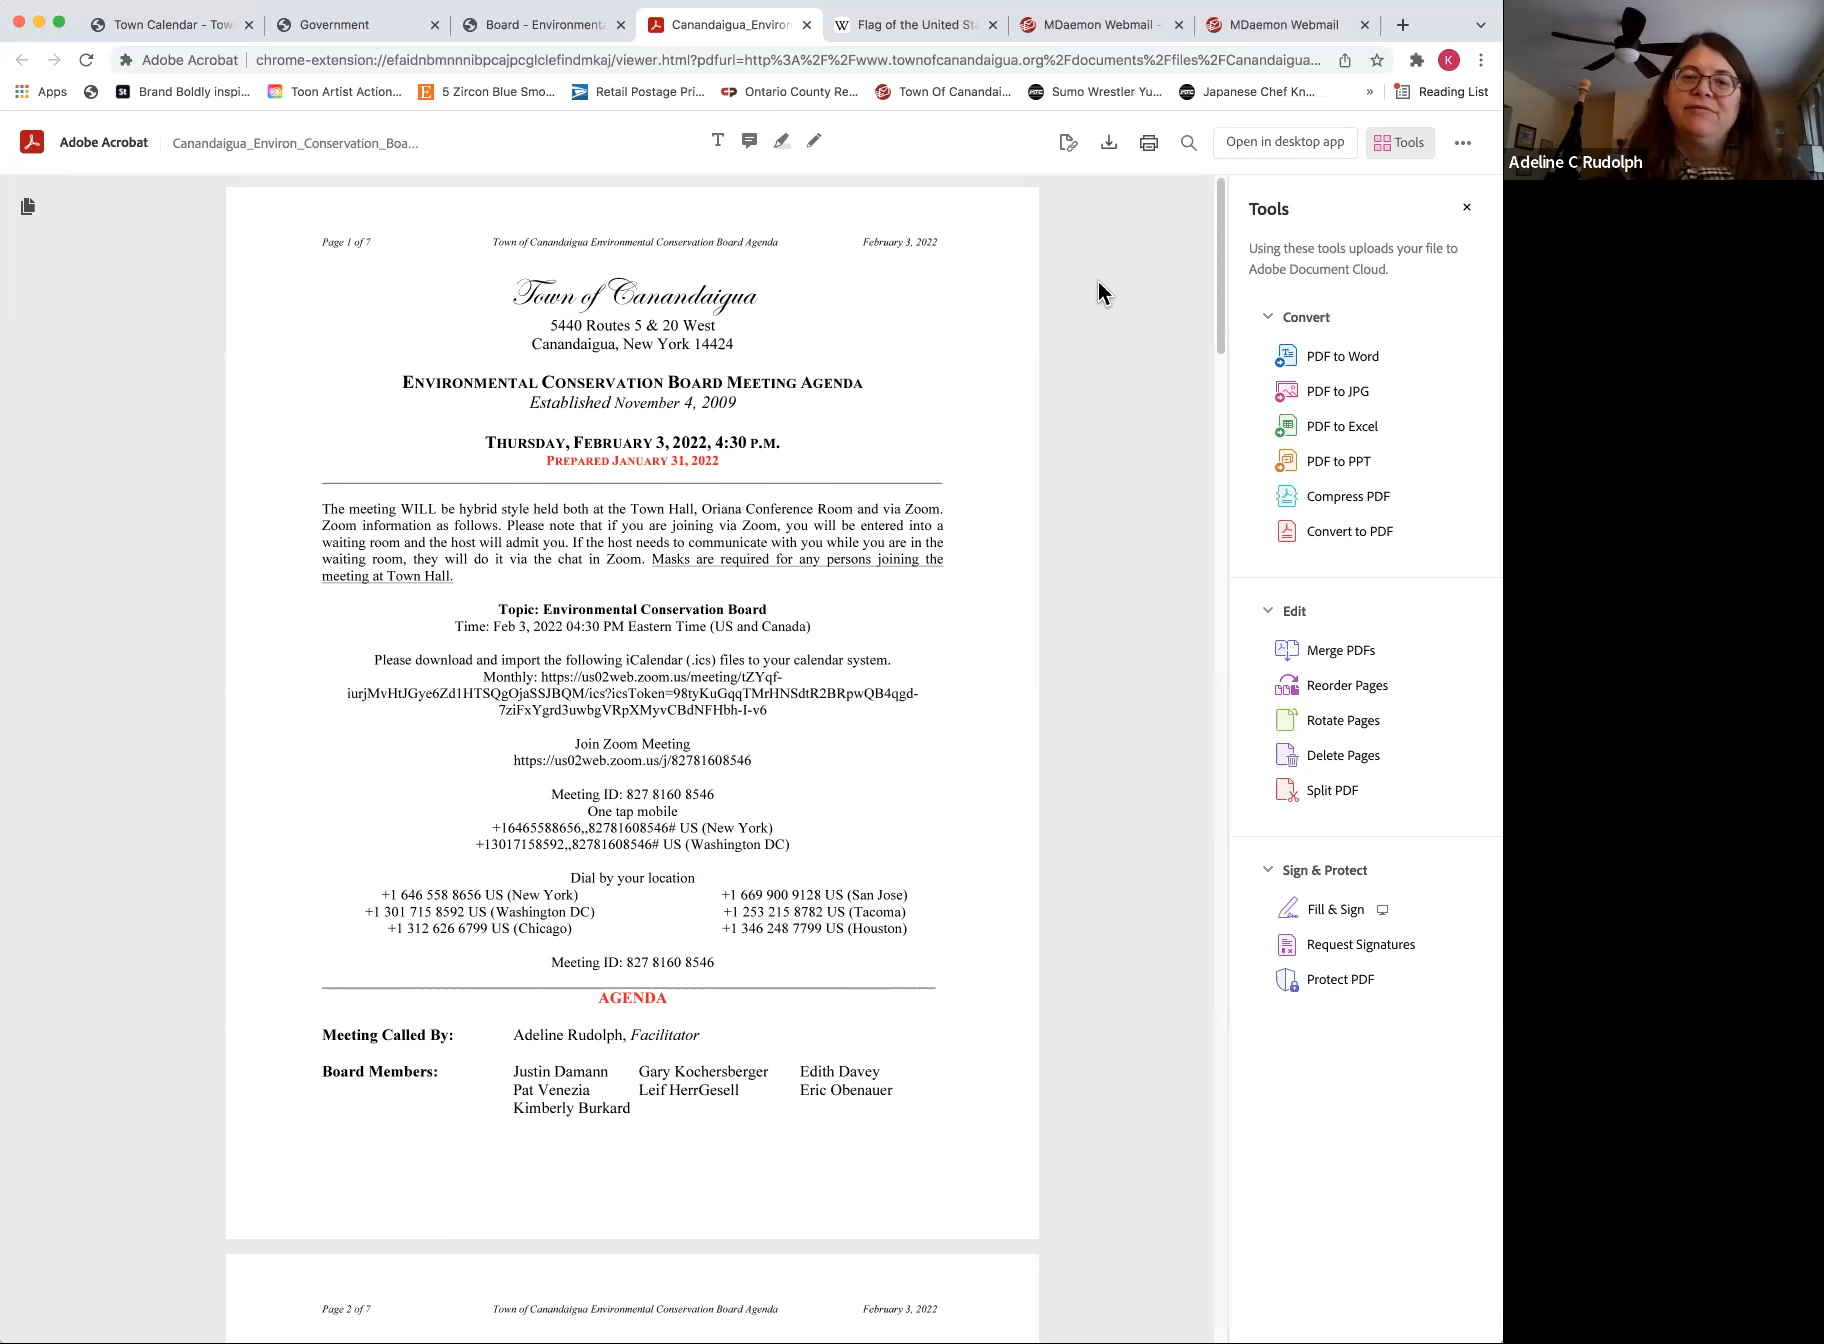 Town Calendar - Tow
Government
Board - Environmenta
Canandaigua_Environ
Flag of the United Sta
MDaemon Webmail -
MDaemon Webmail
Adobe Acrobat
chrome-extension://efaidnbmnnnibpcajpcglclefindmkaj/viewer.html?pdfurl=http%3A%2F%2Fwww.townofcanandaigua.org%2Fdocuments%2Ffiles%2FCanandaigua...
K
Apps
Brand Boldly inspi...
Toon Artist Action...
5 Zircon Blue Smo...
Retail Postage Pri...
Ontario County Re...
Town Of Canandai...
Sumo Wrestler Yu...
Japanese Chef Kn...
»
Reading List
Adobe Acrobat
Canandaigua_Environ_Conservation_Boa...
Open in desktop app
Tools
Adeline C Rudolph
Page 1 of 7 Town of Canandaigua Environmental Conservation Board Agenda February 3, 2022
Town of Canandaigua
5440 Routes 5 & 20 West
Canandaigua, New York 14424
ENVIRONMENTAL CONSERVATION BOARD MEETING AGENDA
Established November 4, 2009
THURSDAY, FEBRUARY 3, 2022, 4:30 P.M.
PREPARED JANUARY 31, 2022
The meeting WILL be hybrid style held both at the Town Hall, Oriana Conference Room and via Zoom.
Zoom information as follows. Please note that if you are joining via Zoom, you will be entered into a
waiting room and the host will admit you. If the host needs to communicate with you while you are in the
waiting room, they will do it via the chat in Zoom. Masks are required for any persons joining the
meeting at Town Hall.
Topic: Environmental Conservation Board
Time: Feb 3, 2022 04:30 PM Eastern Time (US and Canada)
Please download and import the following iCalendar (.ics) files to your calendar system.
Monthly: https://us02web.zoom.us/meeting/tZYqf-
iurjMvHtJGye6Zd1HTSQgOjaSSJBQM/ics?icsToken=98tyKuGqqTMrHNSdtR2BRpwQB4qgd-
7ziFxYgrd3uwbgVRpXMyvCBdNFHbh-I-v6
Join Zoom Meeting
https://us02web.zoom.us/j/82781608546
Meeting ID: 827 8160 8546
One tap mobile
+16465588656,,82781608546# US (New York)
+13017158592,,82781608546# US (Washington DC)
Dial by your location
+1 646 558 8656 US (New York) +1 669 900 9128 US (San Jose)
+1 301 715 8592 US (Washington DC) +1 253 215 8782 US (Tacoma)
+1 312 626 6799 US (Chicago) +1 346 248 7799 US (Houston)
Meeting ID: 827 8160 8546
AGENDA
Meeting Called By: Adeline Rudolph, Facilitator
Board Members: Justin Damann Gary Kochersberger Edith Davey
Pat Venezia Leif HerrGesell Eric Obenauer
Kimberly Burkard
Page 2 of 7 Town of Canandaigua Environmental Conservation Board Agenda February 3, 2022
Tools
Using these tools uploads your file to
Adobe Document Cloud.
Convert
PDF to Word
PDF to JPG
PDF to Excel
PDF to PPT
Compress PDF
Convert to PDF
Edit
Merge PDFs
Reorder Pages
Rotate Pages
Delete Pages
Split PDF
Sign & Protect
Fill & Sign
Request Signatures
Protect PDF